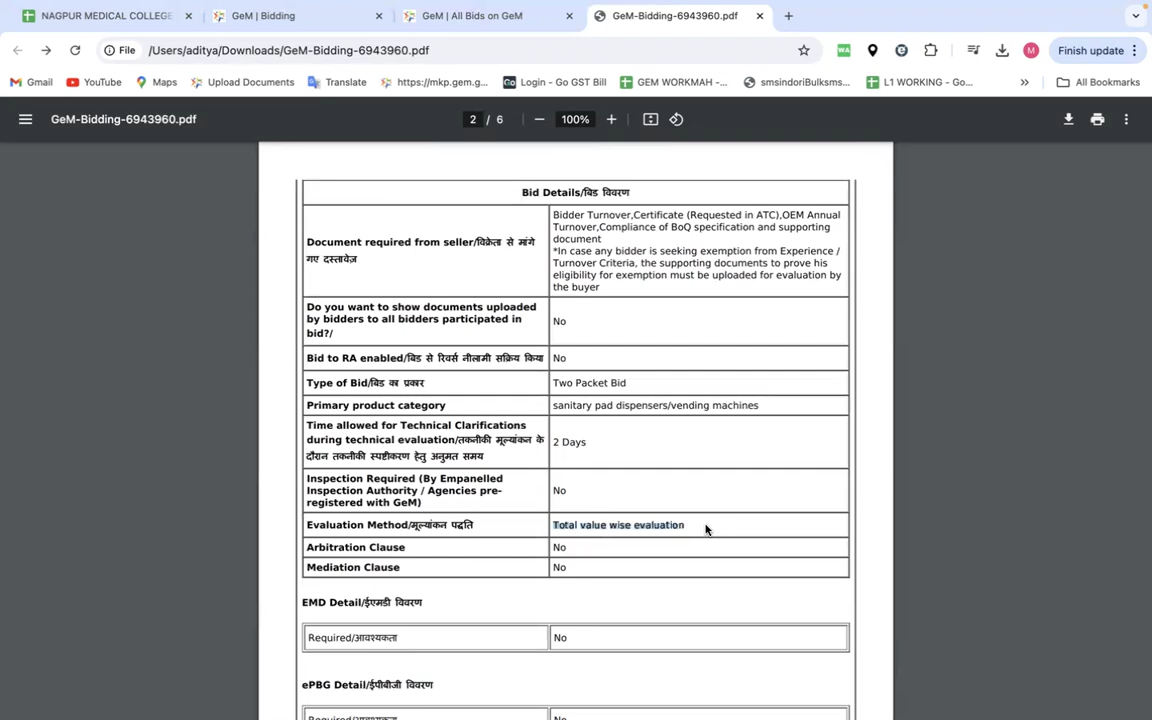 NAGPUR MEDICAL COLLEGE
GeM | Bidding
GeM | All Bids on GeM
GeM-Bidding-6943960.pdf
File
/Users/aditya/Downloads/GeM-Bidding-6943960.pdf
M
Finish update
Gmail
YouTube
Maps
Upload Documents
Translate
https://mkp.gem.g...
Login - Go GST Bill
GEM WORKMAH -...
smsindoriBulksms...
L1 WORKING - Go...
All Bookmarks
GeM-Bidding-6943960.pdf
2 / 6
100%
Bid Details/बिड विवरण
Document required from seller/विक्रेता से मांगे
गए दस्तावेज़
Bidder Turnover,Certificate (Requested in ATC),OEM Annual
Turnover,Compliance of BoQ specification and supporting
document
*In case any bidder is seeking exemption from Experience /
Turnover Criteria, the supporting documents to prove his
eligibility for exemption must be uploaded for evaluation by
the buyer
Do you want to show documents uploaded
by bidders to all bidders participated in
bid?/
No
Bid to RA enabled/बिड से रिवर्स नीलामी सक्रिय किया
No
Type of Bid/बिड का प्रकार
Two Packet Bid
Primary product category
sanitary pad dispensers/vending machines
Time allowed for Technical Clarifications
during technical evaluation/तकनीकी मूल्यांकन के
दौरान तकनीकी स्पष्टीकरण हेतु अनुमत समय
2 Days
Inspection Required (By Empanelled
Inspection Authority / Agencies pre-
registered with GeM)
No
Evaluation Method/मूल्यांकन पद्धति
Total value wise evaluation
Arbitration Clause
No
Mediation Clause
No
EMD Detail/ईएमडी विवरण
Required/आवश्यकता
No
ePBG Detail/ईपीबीजी विवरण
Required/आवश्यकता
No